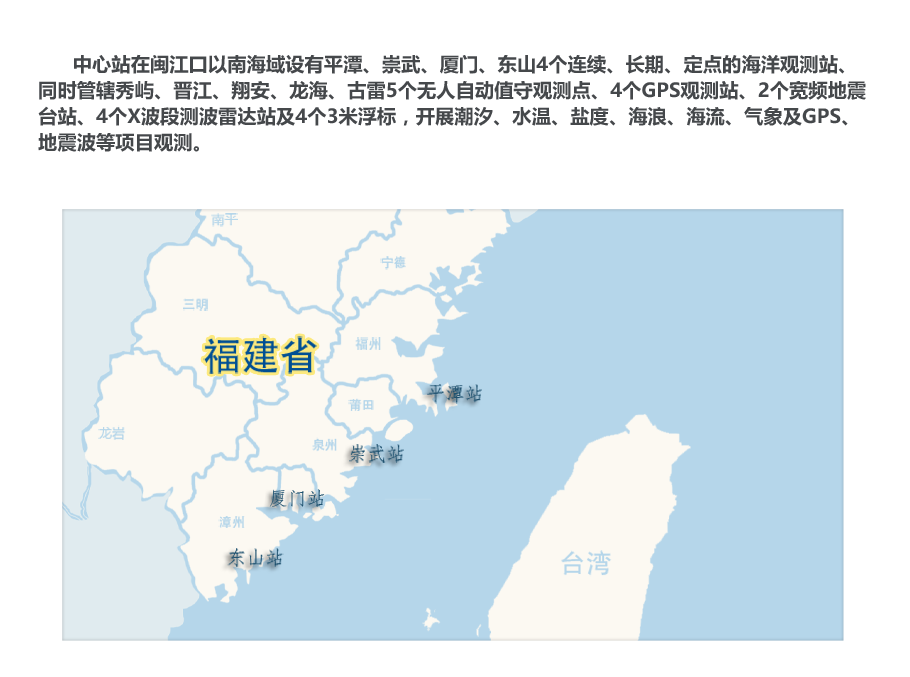 中心站在闽江口以南海域设有平潭、崇武、厦门、东山4个连续、长期、定点的海洋观测站、
同时管辖秀屿、晋江、翔安、龙海、古雷5个无人自动值守观测点、4个GPS观测站、2个宽频地震
台站、4个X波段测波雷达站及4个3米浮标，开展潮汐、水温、盐度、海浪、海流、气象及GPS、
地震波等项目观测。
南平
宁德
三明
福州
福建省
平潭站
莆田
龙岩
泉州
崇武站
厦门站
漳州
东山站
台湾